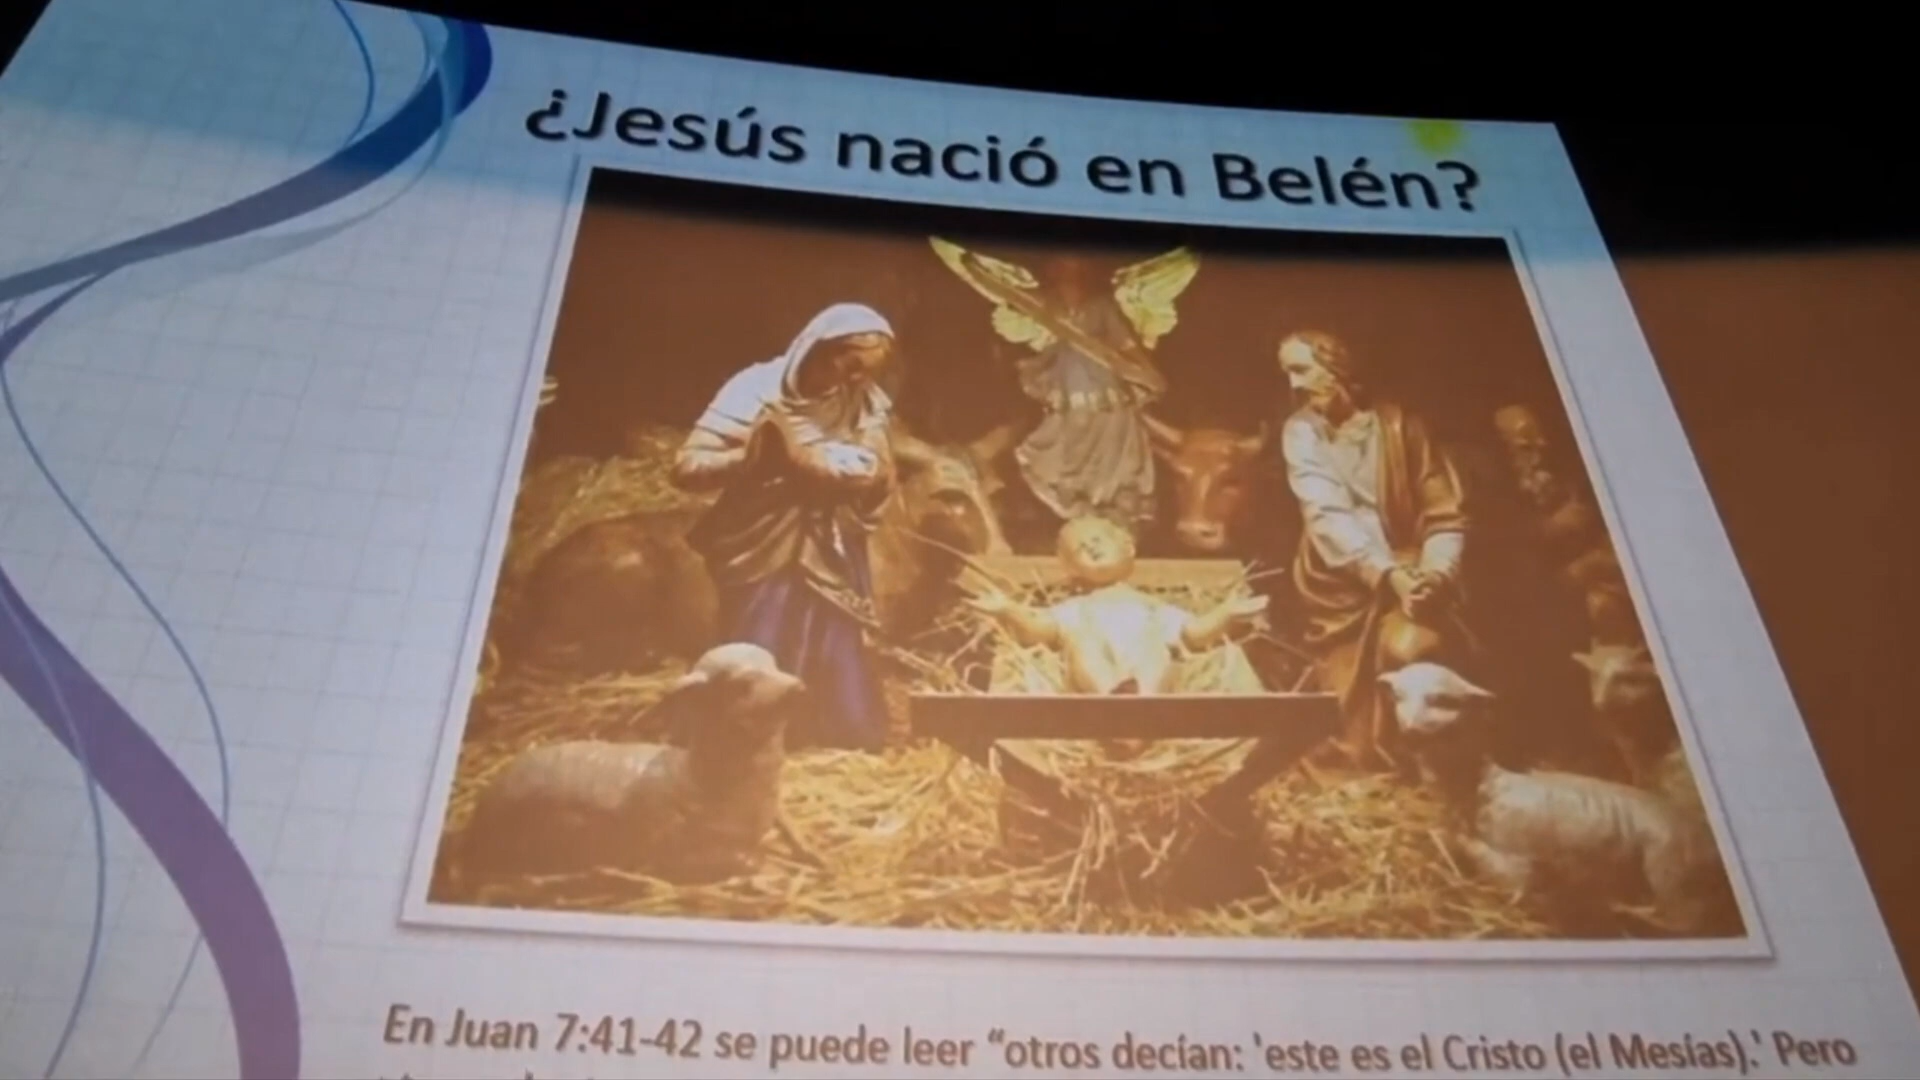 ¿Jesús nació en Belén?
En Juan 7:41-42 se puede leer “otros decían: 'este es el Cristo (el Mesías).' Pero